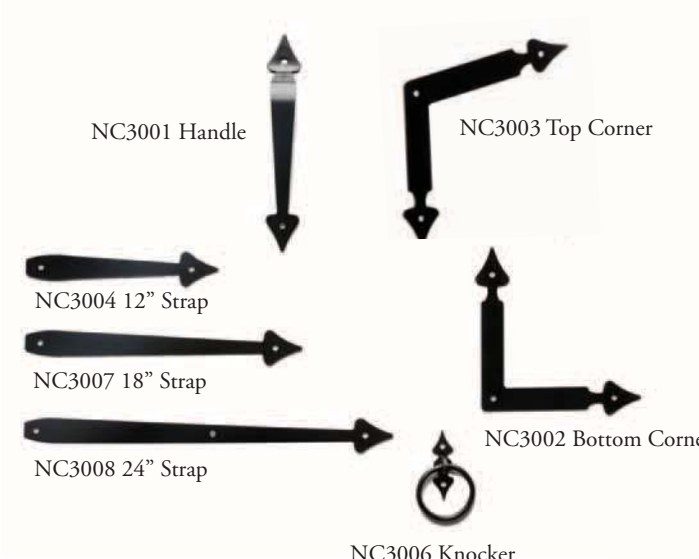 NC3001 Handle
NC3003 Top Corner
NC3004 12” Strap
NC3007 18” Strap
NC3002 Bottom Corne
NC3008 24” Strap
NC3006 Knocker